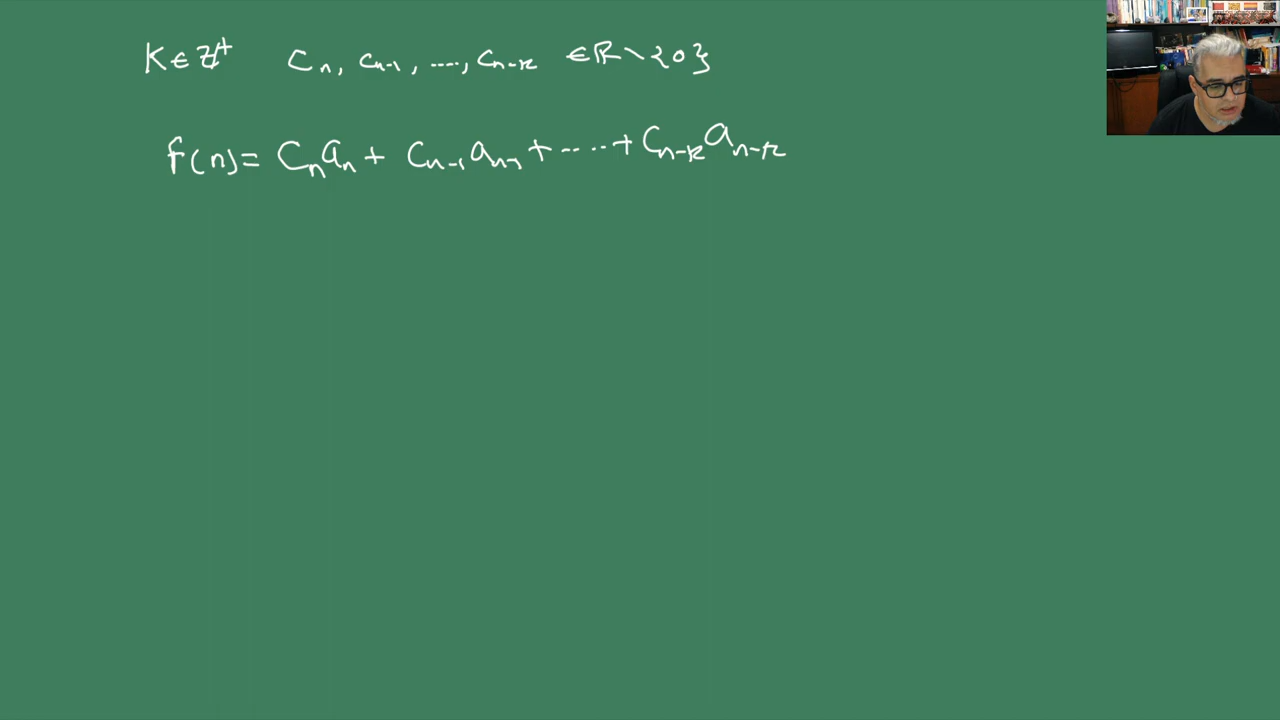 K ∈ ℤ⁺ Cₙ, Cₙ₋₁, ...., Cₙ₋ₖ ∈ ℝ \ {0}
f(n) = Cₙaₙ + Cₙ₋₁aₙ₋₁ + ..... + Cₙ₋ₖaₙ₋ₖ